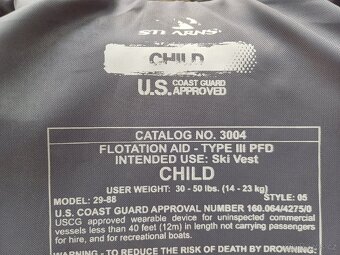 STEARNS
CHILD
U.S. COAST GUARD
APPROVED
CATALOG NO. 3004
FLOTATION AID - TYPE III PFD
INTENDED USE: Ski Vest
CHILD
USER WEIGHT: 30 - 50 lbs. (14 - 23 kg)
MODEL: 29-88 STYLE: 05
U.S. COAST GUARD APPROVAL NUMBER 160.064/4275/0
USCG approved wearable device for uninspected commercial
vessels less than 40 feet (12m) in length not carrying passengers
for hire, and for recreational boats.
WARNING - TO REDUCE THE RISK OF DEATH BY DROWNING: